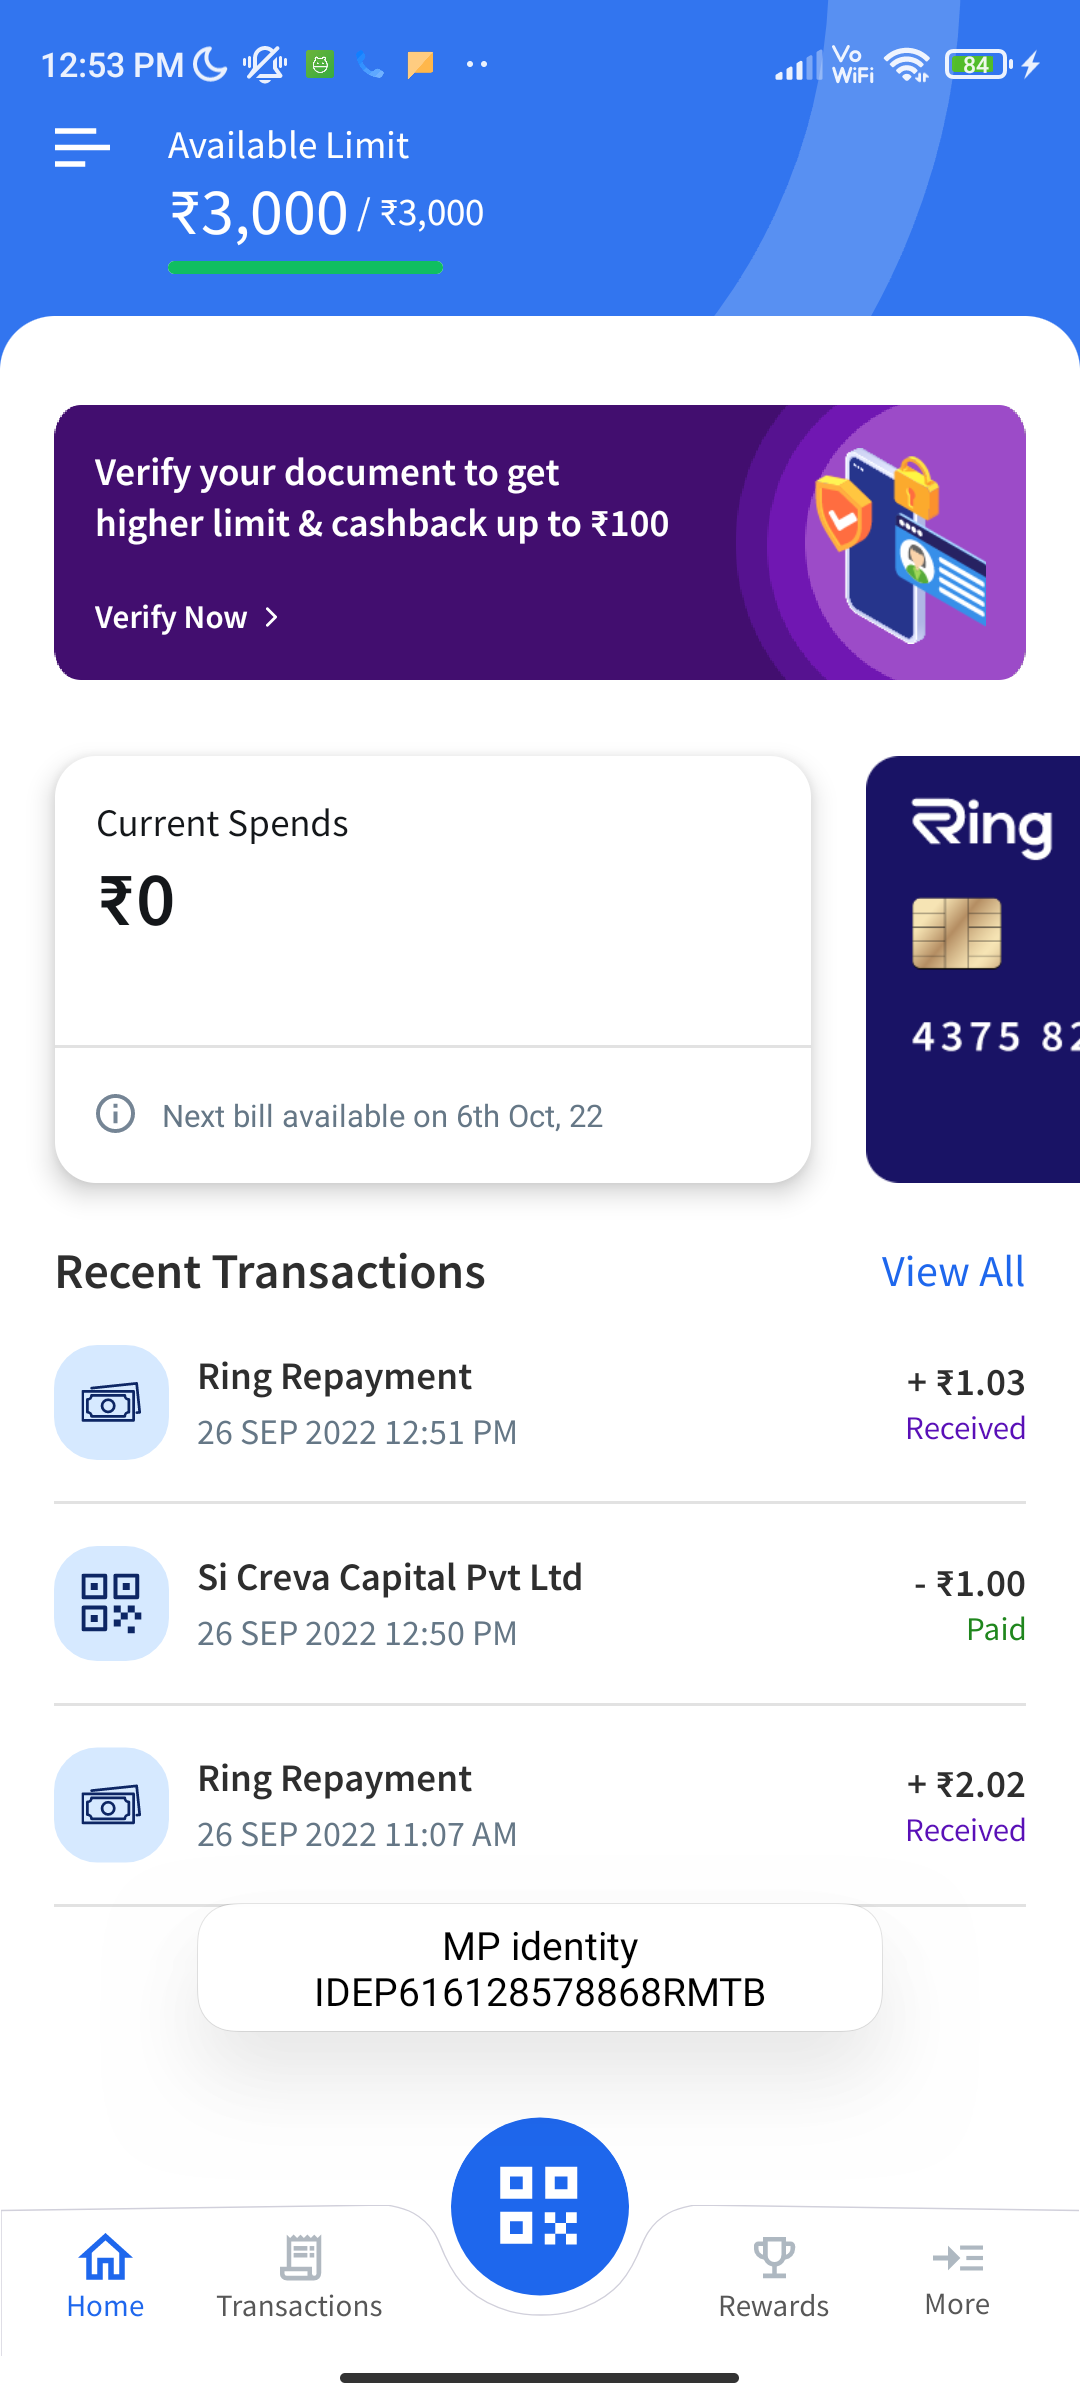 12:53 PM
Vo
WiFi
84
Available Limit
₹3,000 / ₹3,000
Verify your document to get
higher limit & cashback up to ₹100
Verify Now
Current Spends
₹0
Next bill available on 6th Oct, 22
Ring
4375 82
Recent Transactions
View All
Ring Repayment
+ ₹1.03
26 SEP 2022 12:51 PM
Received
Si Creva Capital Pvt Ltd
- ₹1.00
26 SEP 2022 12:50 PM
Paid
Ring Repayment
+ ₹2.02
26 SEP 2022 11:07 AM
Received
MP identity
IDEP616128578868RMTB
Home
Transactions
Rewards
More